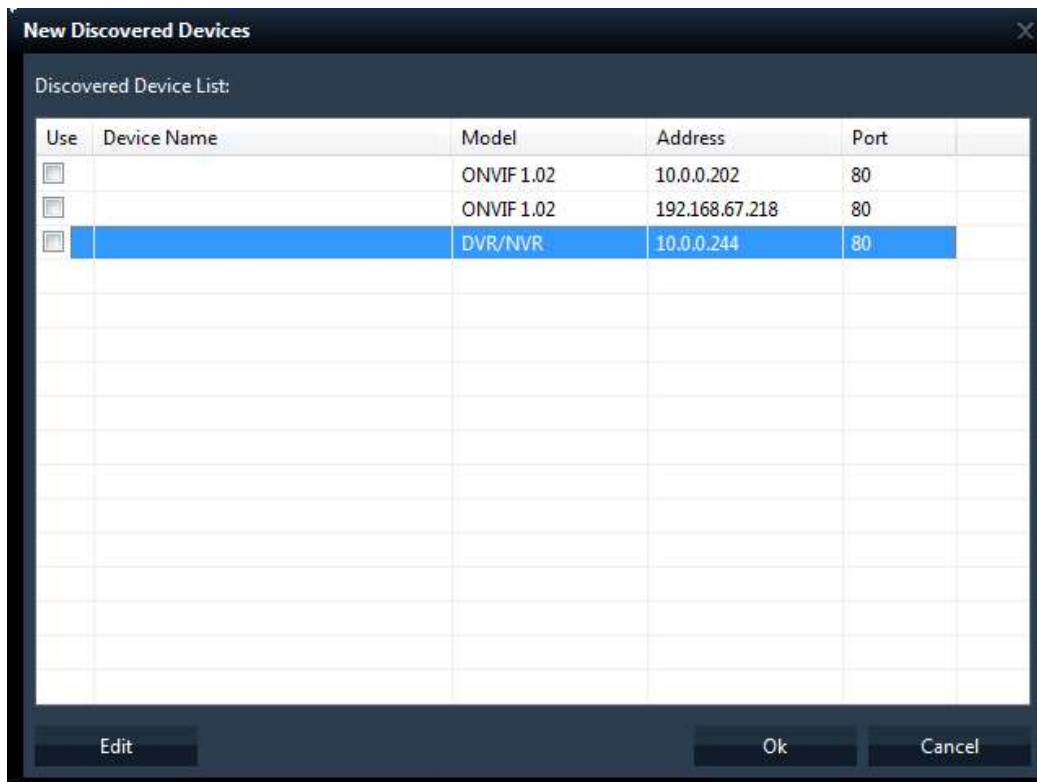 New Discovered Devices
Discovered Device List:
Use Device Name Model Address Port
ONVIF 1.02 10.0.0.202 80
ONVIF 1.02 192.168.67.218 80
DVR/NVR 10.0.0.244 80
Edit Ok Cancel